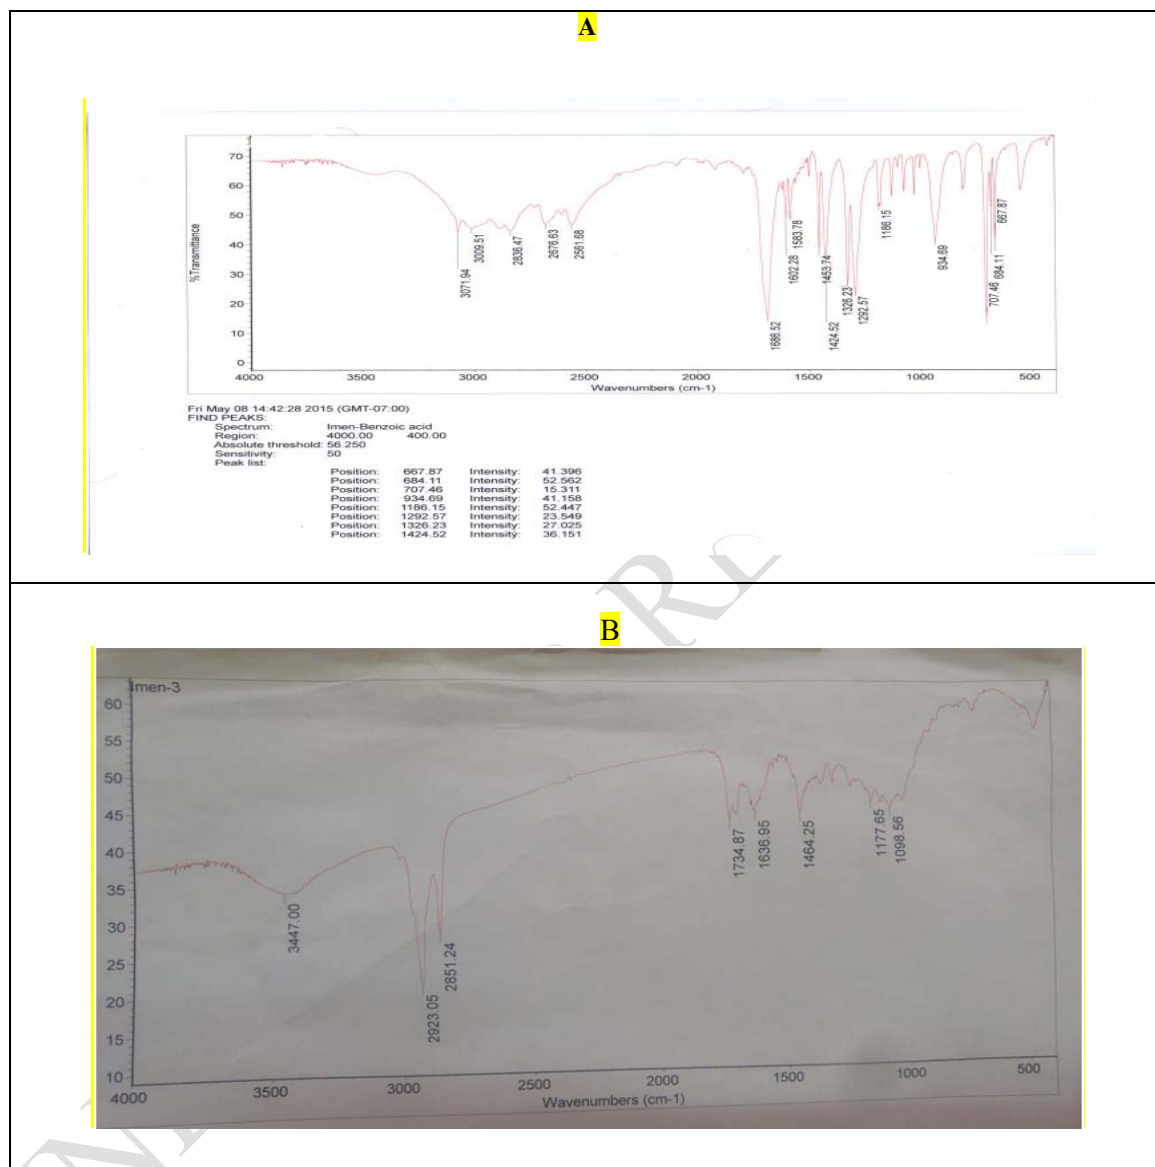 A
%Transmittance
70
60
50
40
30
20
10
0
3071.94
3009.51
2836.47
2676.63
2561.68
1686.52
1602.28
1583.78
1453.74
1424.52
1326.23
1292.57
1186.15
934.69
707.46
684.11
667.87
4000 3500 3000 2500 2000 1500 1000 500
Wavenumbers (cm-1)
Fri May 08 14:42:28 2015 (GMT-07:00)
FIND PEAKS:
Spectrum: Imen-Benzoic acid
Region: 4000.00 400.00
Absolute threshold: 56.250
Sensitivity: 50
Peak list:
Position: 667.87 Intensity: 41.396
Position: 684.11 Intensity: 52.562
Position: 707.46 Intensity: 15.311
Position: 934.69 Intensity: 41.158
Position: 1186.15 Intensity: 52.447
Position: 1292.57 Intensity: 23.549
Position: 1326.23 Intensity: 27.025
Position: 1424.52 Intensity: 36.151
B
Imen-3
60
55
50
45
40
35
30
25
20
15
10
3447.00
2923.05
2851.24
1734.87
1636.95
1464.25
1177.65
1098.56
4000 3500 3000 2500 2000 1500 1000 500
Wavenumbers (cm-1)